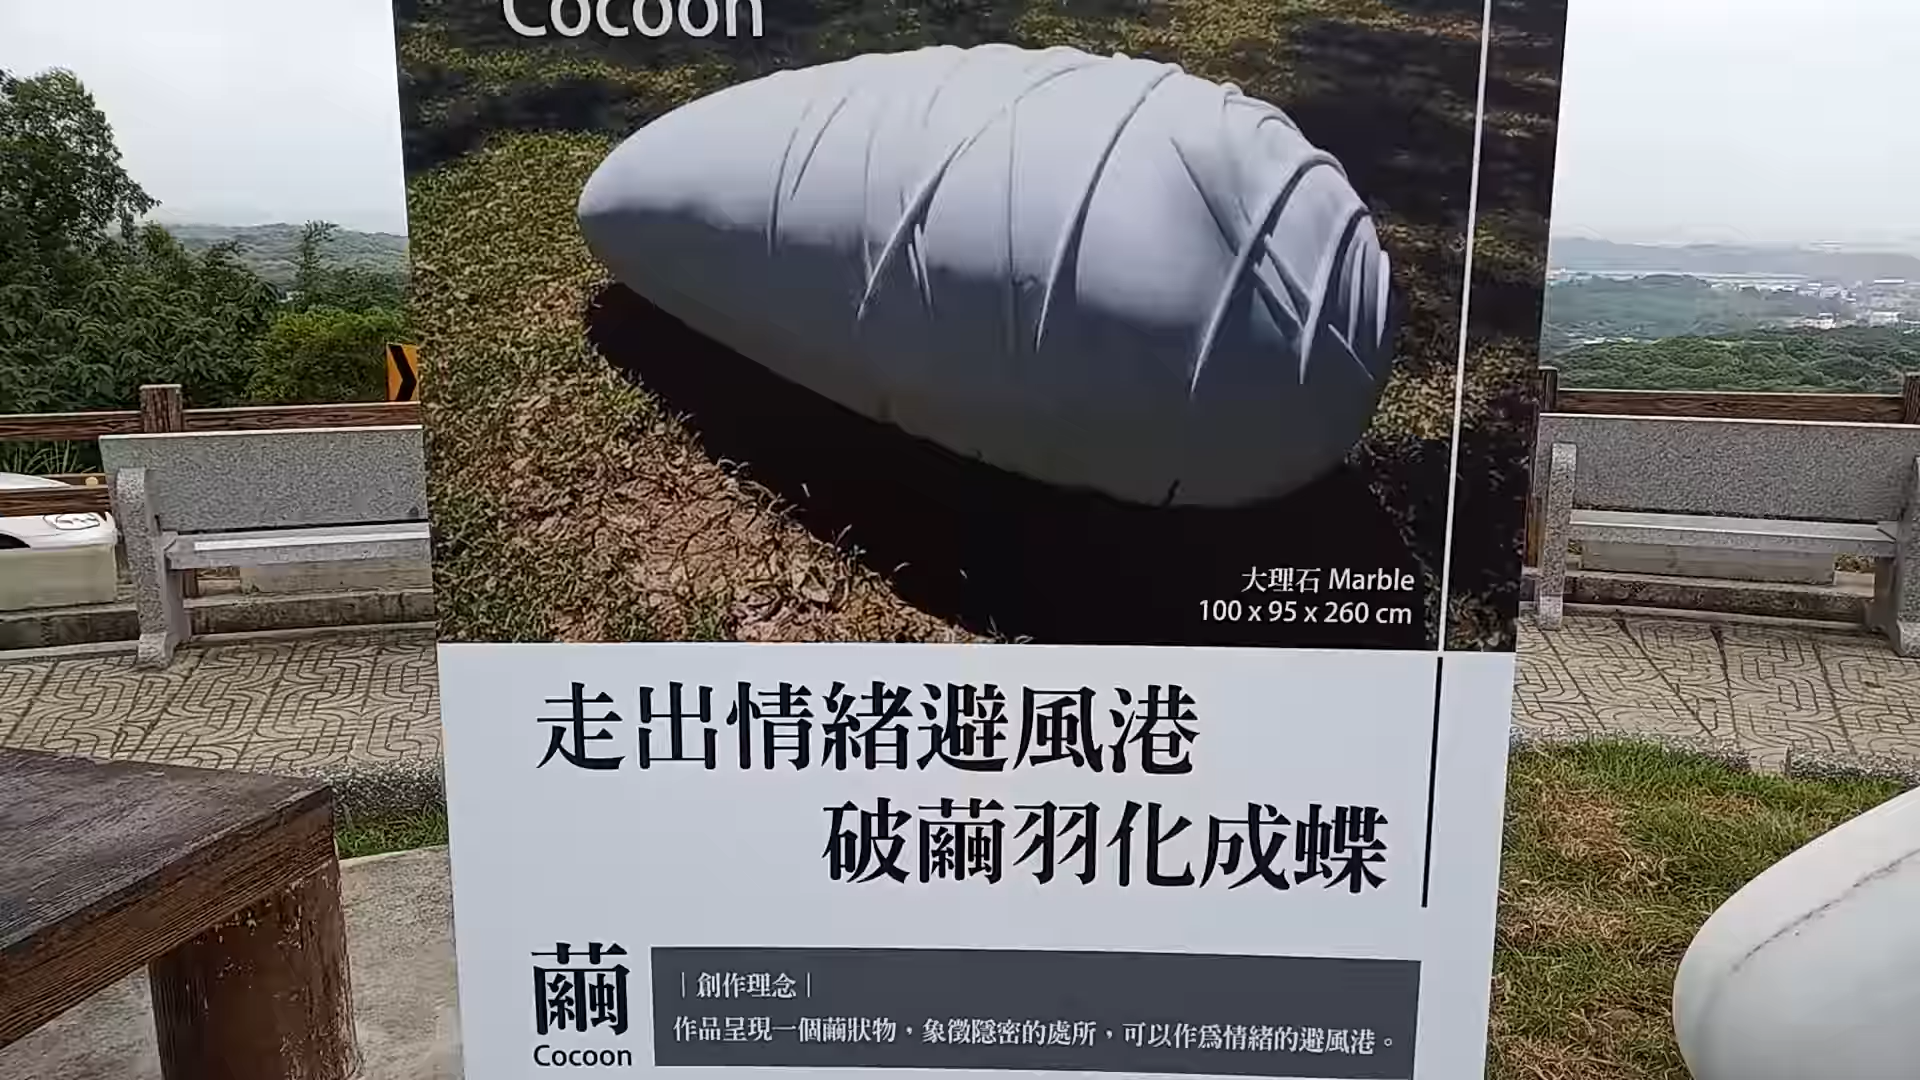 Cocoon
大理石 Marble
100 x 95 x 260 cm
走出情緒避風港
破繭羽化成蝶
繭
Cocoon
｜創作理念｜
作品呈現一個繭狀物，象徵隱密的處所，可以作為情緒的避風港。